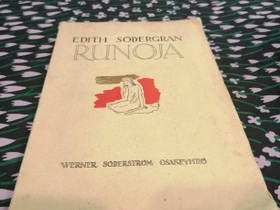 EDITH SÖDERGRAN
RUNOJA
WERNER SÖDERSTRÖM OSAKEYHTIÖ